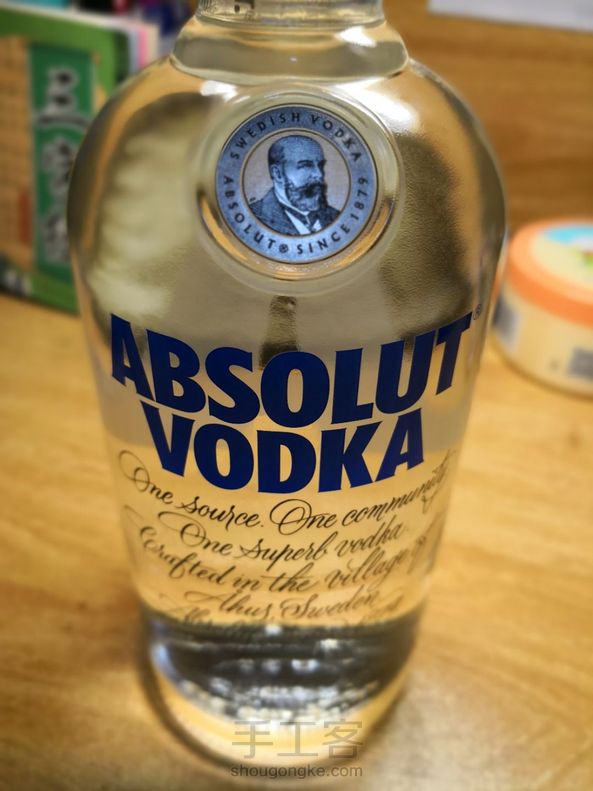 SWEDISH VODKA
ABSOLUT® SINCE 1879
ABSOLUT®
VODKA
One source. One community
One superb vodka.
Crafted in the village of
Åhus, Sweden
手工客
shougongke.com